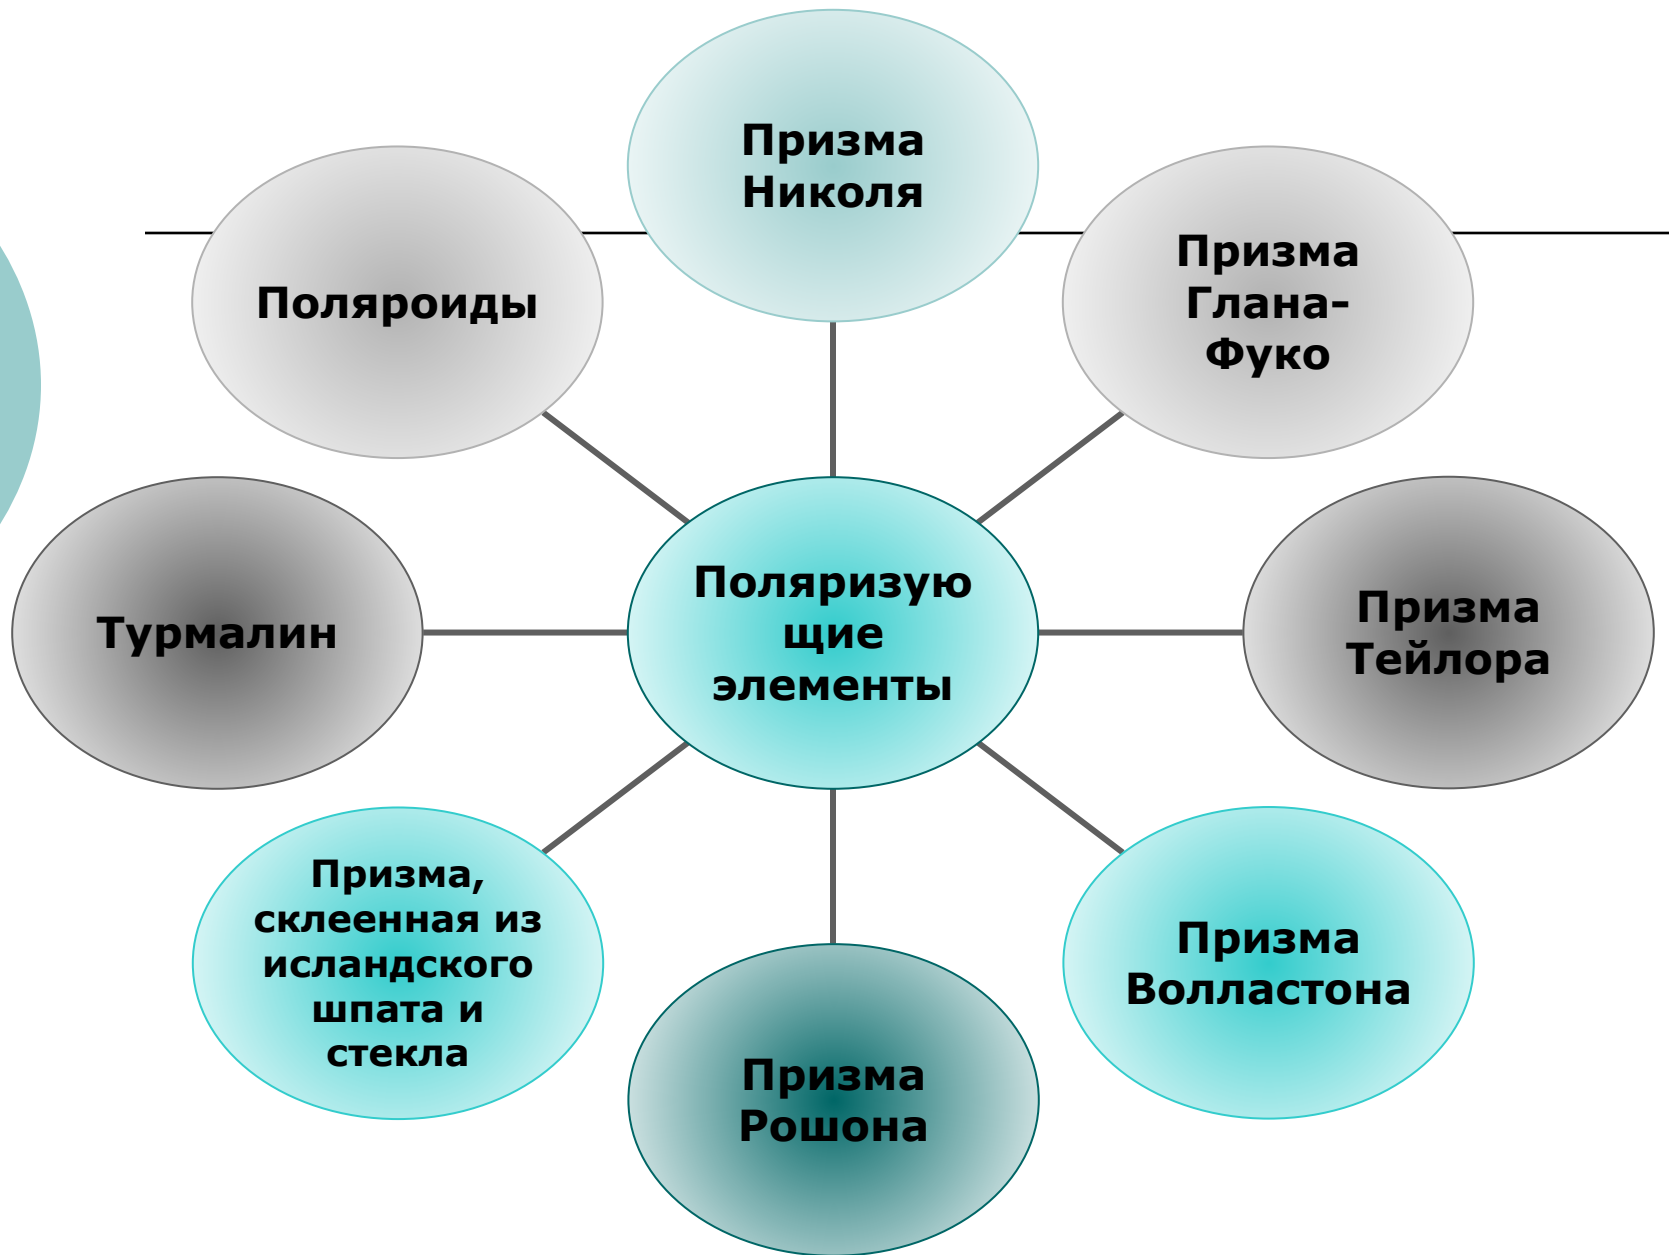 Призма
Николя
Поляроиды
Призма
Глана-
Фуко
Турмалин
Поляризую
щие
элементы
Призма
Тейлора
Призма,
склеенная из
исландского
шпата и
стекла
Призма
Волластона
Призма
Рошона